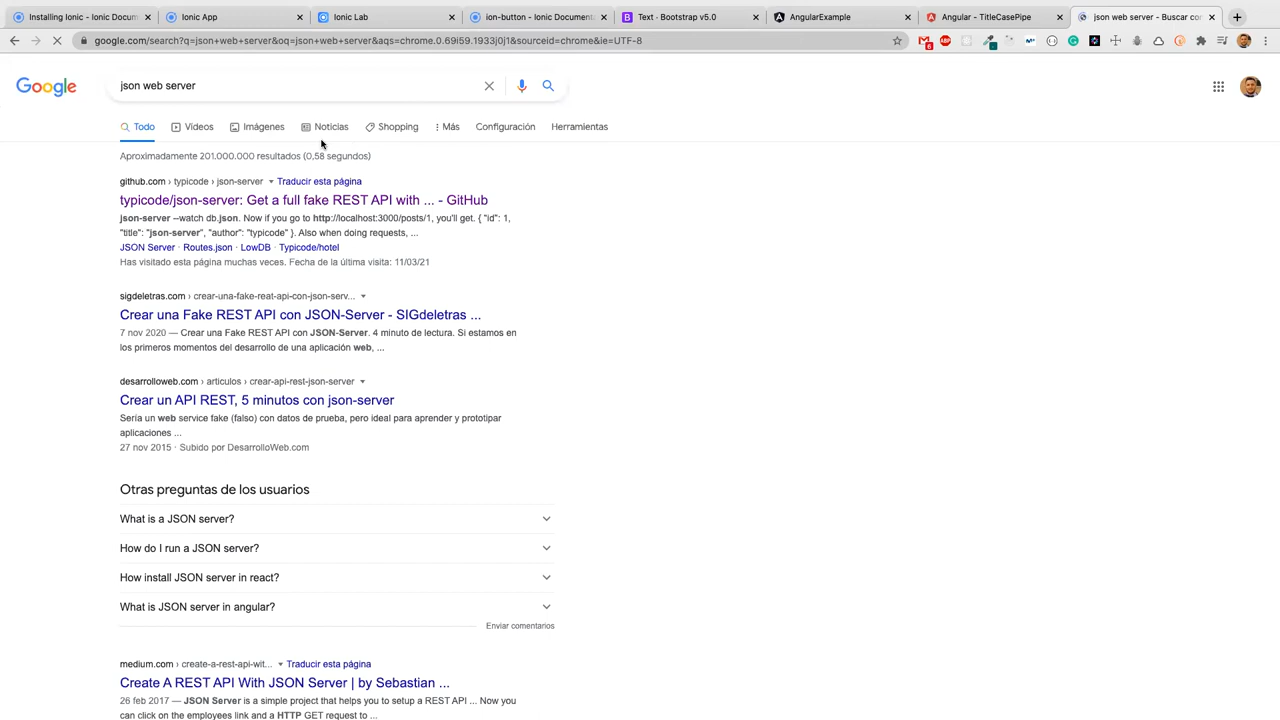 Installing Ionic - Ionic Docum
Ionic App
Ionic Lab
ion-button - Ionic Documenta
Text · Bootstrap v5.0
AngularExample
Angular - TitleCasePipe
json web server - Buscar co
google.com/search?q=json+web+server&oq=json+web+server&aqs=chrome.0.69i59.1933j0j1&sourceid=chrome&ie=UTF-8
Google
json web server
Todo
Vídeos
Imágenes
Noticias
Shopping
Más
Configuración
Herramientas
Aproximadamente 201.000.000 resultados (0,58 segundos)
github.com › typicode › json-server Traducir esta página
typicode/json-server: Get a full fake REST API with ... - GitHub
json-server --watch db.json. Now if you go to http://localhost:3000/posts/1, you'll get. { "id": 1,
"title": "json-server", "author": "typicode" }. Also when doing requests, ...
JSON Server · Routes.json · LowDB · Typicode/hotel
Has visitado esta página muchas veces. Fecha de la última visita: 11/03/21
sigdeletras.com › crear-una-fake-reat-api-con-json-serv...
Crear una Fake REST API con JSON-Server - SIGdeletras ...
7 nov 2020 — Crear una Fake REST API con JSON-Server. 4 minuto de lectura. Si estamos en
los primeros momentos del desarrollo de una aplicación web, ...
desarrolloweb.com › articulos › crear-api-rest-json-server
Crear un API REST, 5 minutos con json-server
Sería un web service fake (falso) con datos de prueba, pero ideal para aprender y prototipar
aplicaciones ...
27 nov 2015 · Subido por DesarrolloWeb.com
Otras preguntas de los usuarios
What is a JSON server?
How do I run a JSON server?
How install JSON server in react?
What is JSON server in angular?
Enviar comentarios
medium.com › create-a-rest-api-wit... Traducir esta página
Create A REST API With JSON Server | by Sebastian ...
26 feb 2017 — JSON Server is a simple project that helps you to setup a REST API ... Now you
can click on the employees link and a HTTP GET request to ...